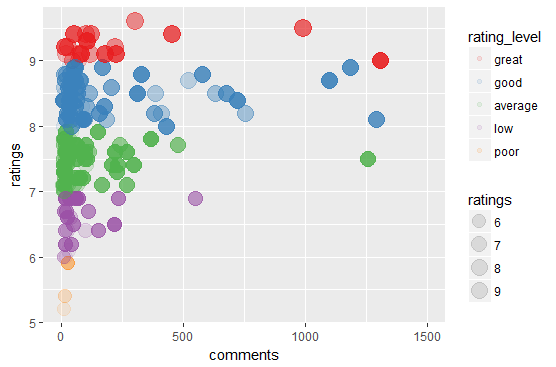 ratings
9
8
7
6
5
0
500
1000
1500
comments
rating_level
great
good
average
low
poor
ratings
6
7
8
9